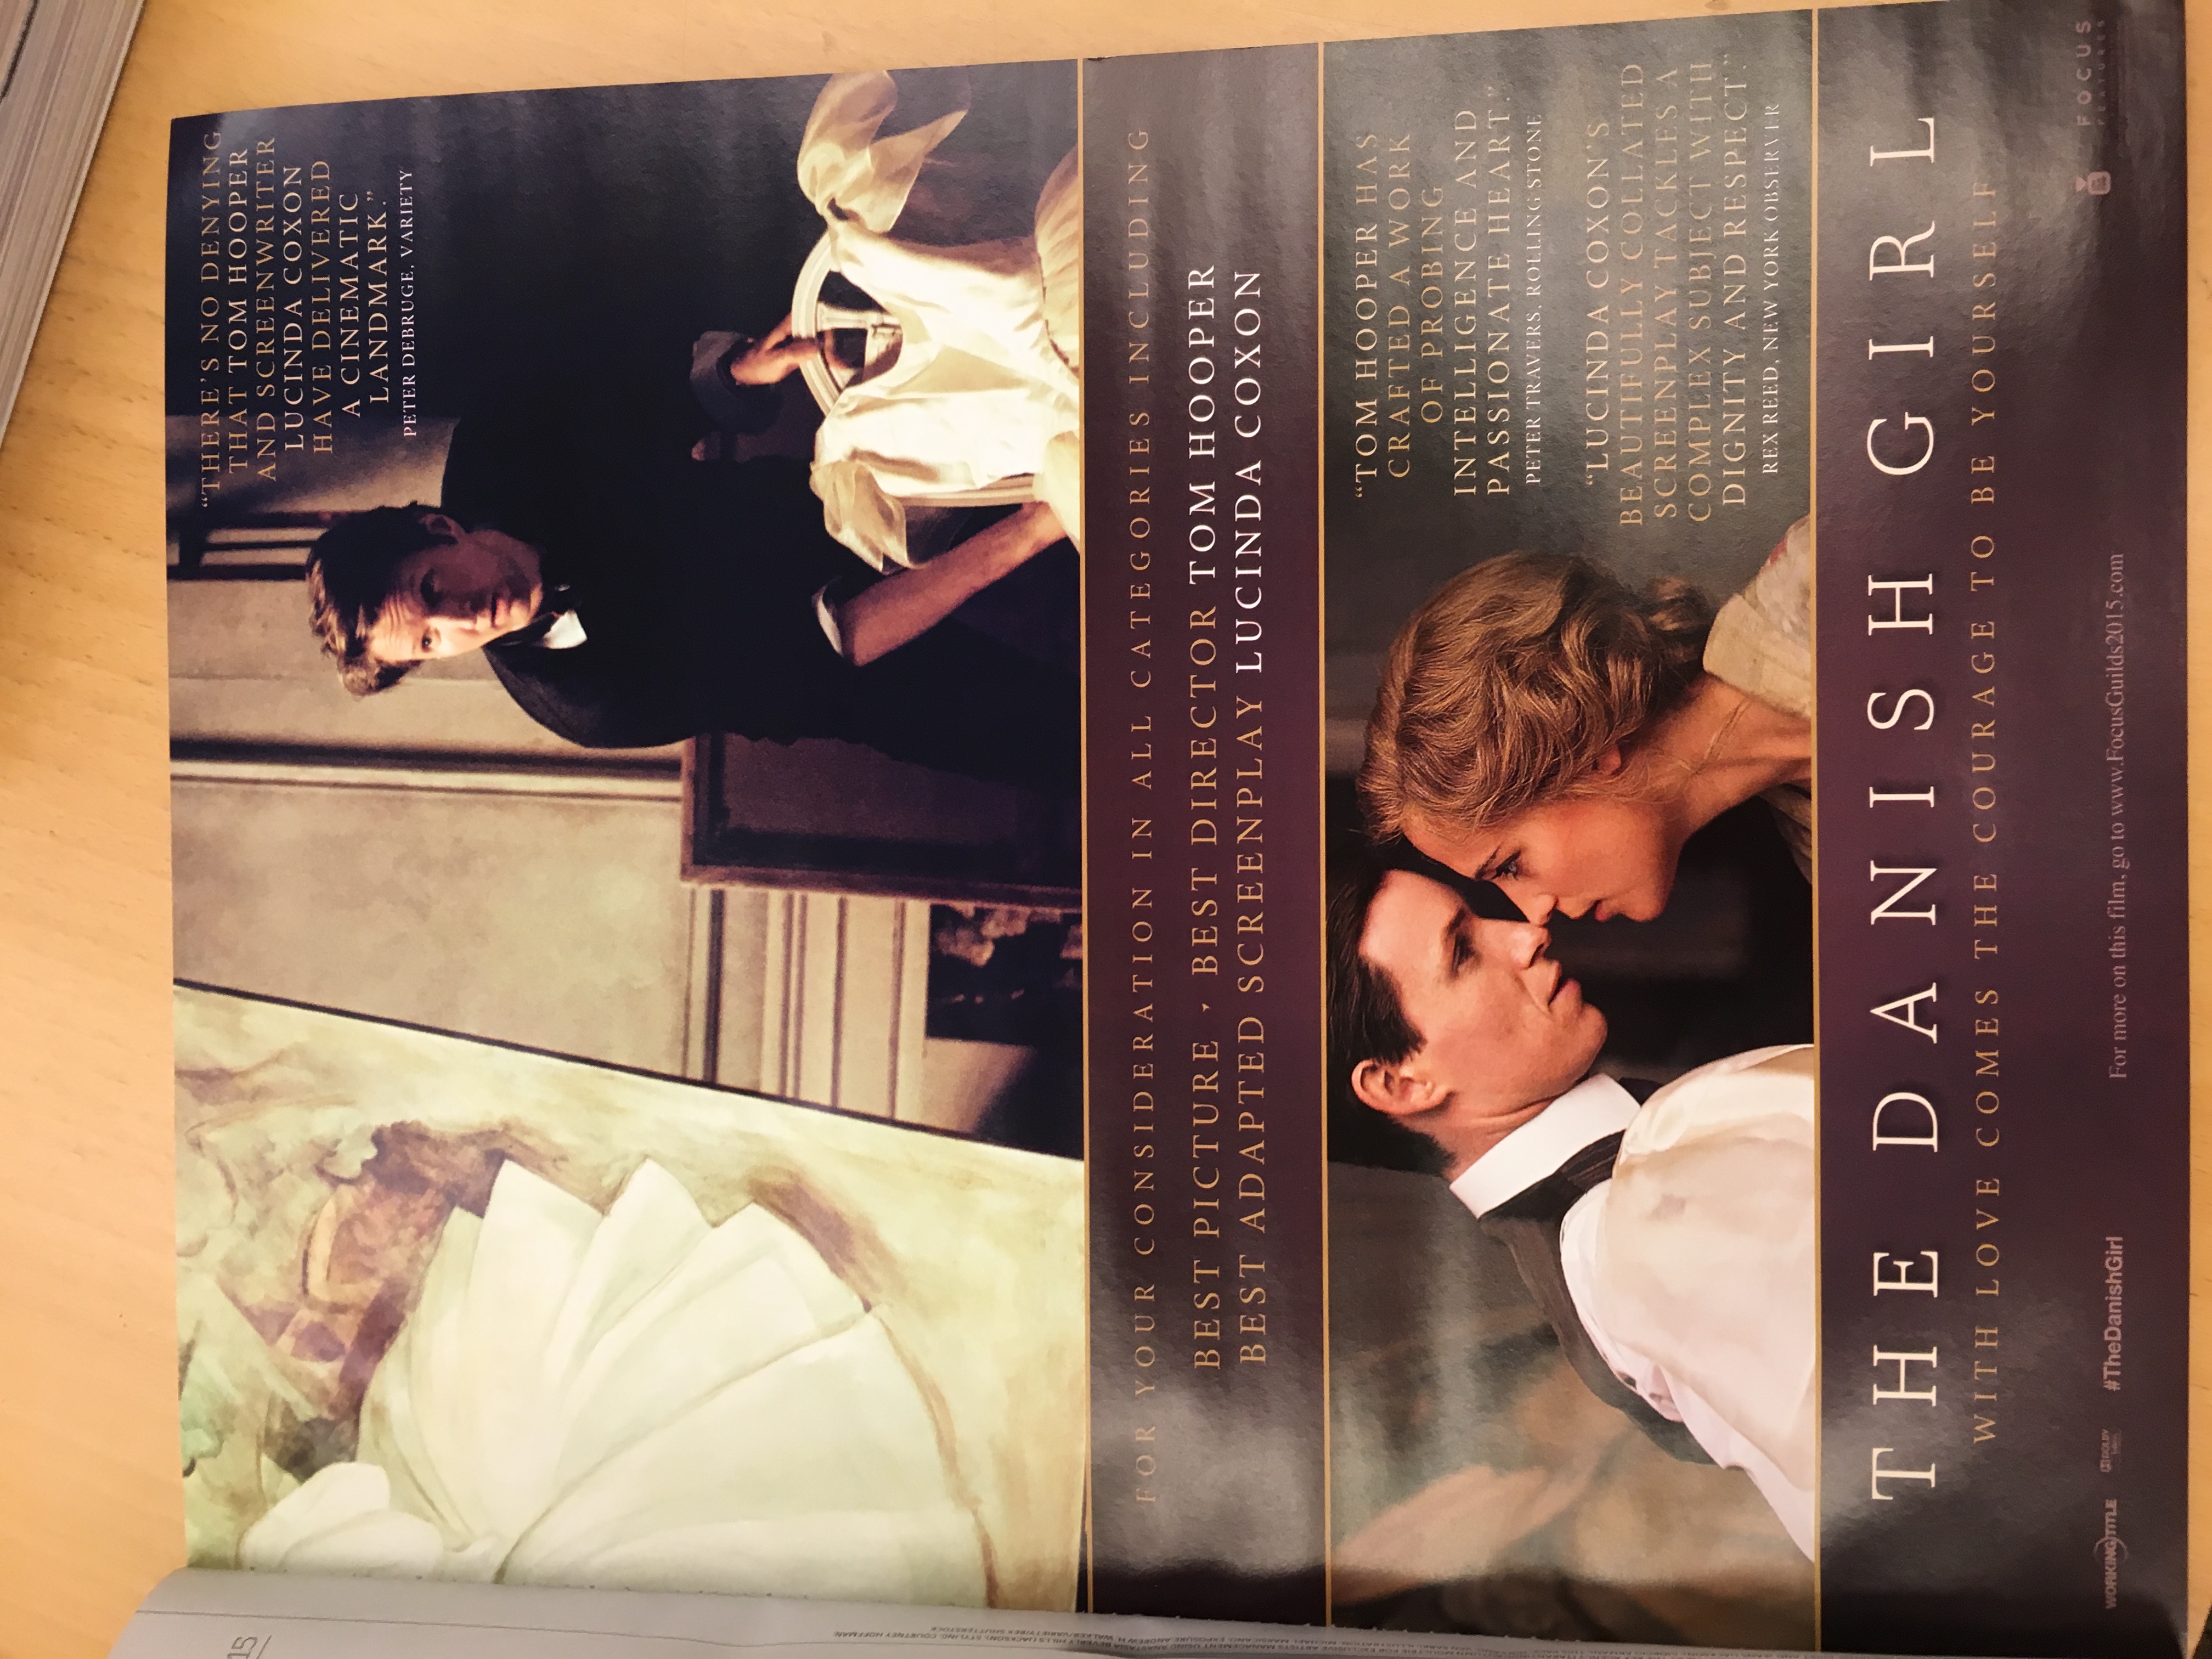 15
"THERE'S NO DENYING
THAT TOM HOOPER
AND SCREENWRITER
LUCINDA COXON
HAVE DELIVERED
A CINEMATIC
LANDMARK."
PETER DEBRUGE, VARIETY
FOR YOUR CONSIDERATION IN ALL CATEGORIES INCLUDING
BEST PICTURE · BEST DIRECTOR TOM HOOPER
BEST ADAPTED SCREENPLAY LUCINDA COXON
"TOM HOOPER HAS
CRAFTED A WORK
OF PROBING
INTELLIGENCE AND
PASSIONATE HEART."
PETER TRAVERS, ROLLING STONE
"LUCINDA COXON'S
BEAUTIFULLY COLLATED
SCREENPLAY TACKLES A
COMPLEX SUBJECT WITH
DIGNITY AND RESPECT."
REX REED, NEW YORK OBSERVER
THE DANISH GIRL
WITH LOVE COMES THE COURAGE TO BE YOURSELF
WORKING TITLE
DOLBY
#TheDanishGirl
For more on this film, go to www.FocusGuilds2015.com
FOCUS
FEATURES